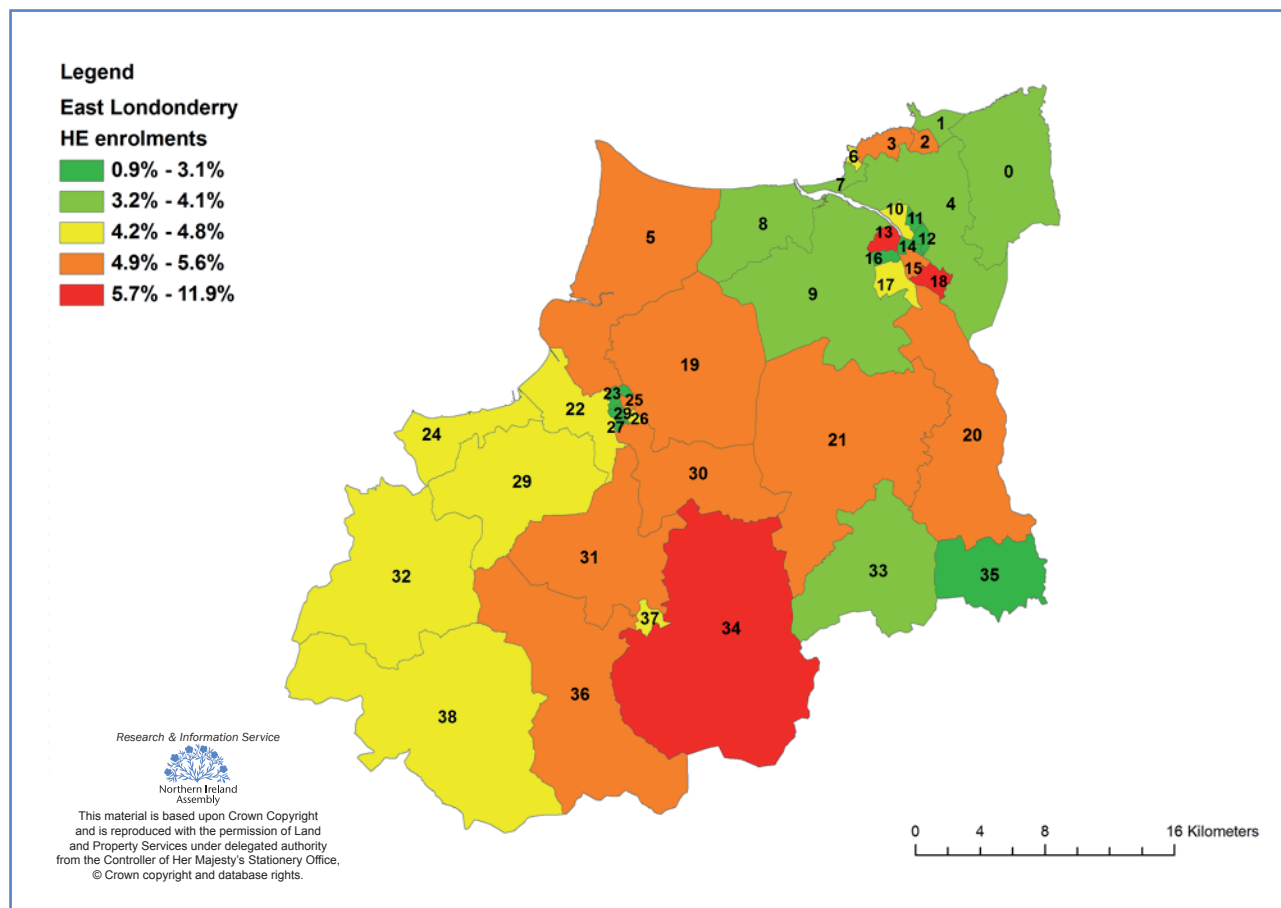 Legend
East Londonderry
HE enrolments
0.9% - 3.1%
3.2% - 4.1%
4.2% - 4.8%
4.9% - 5.6%
5.7% - 11.9%
1
3
2
6
0
7
4
10
11
8
5
13
12
14
16
15
18
17
9
19
23
25
22
29
26
27
24
21
20
30
29
31
33
35
32
37
34
36
38
Research & Information Service
Northern Ireland
Assembly
This material is based upon Crown Copyright
and is reproduced with the permission of Land
and Property Services under delegated authority
from the Controller of Her Majesty's Stationery Office,
© Crown copyright and database rights.
0 4 8 16 Kilometers